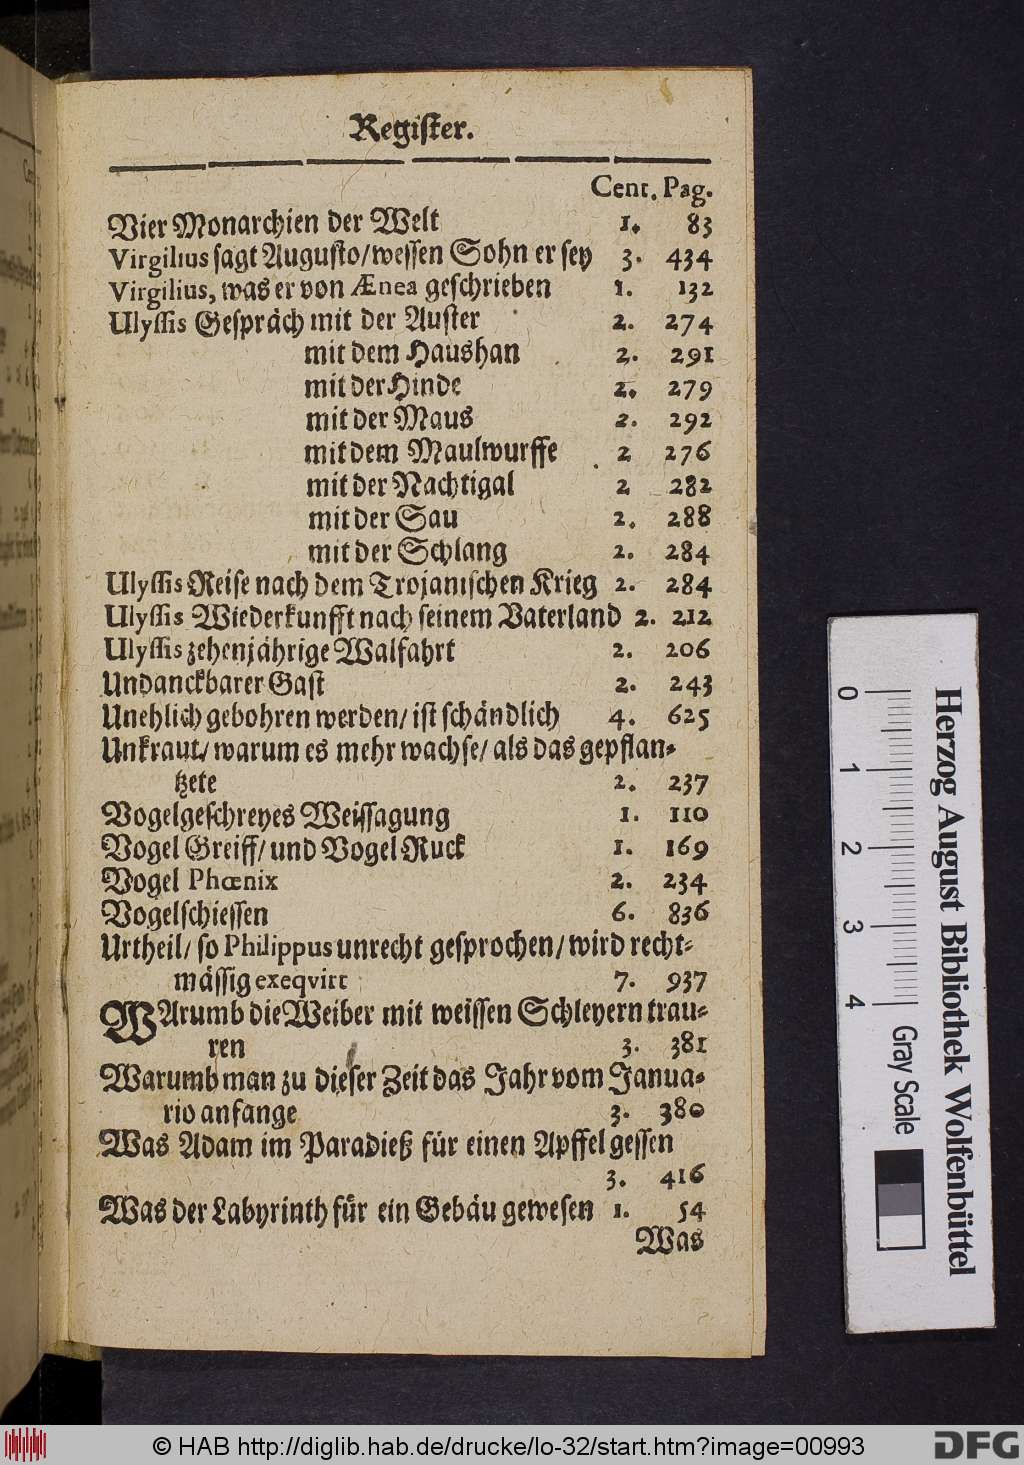 Register.
Cent. Pag.
Vier Monarchien der Welt 1. 83
Virgilius sagt Augusto/ wessen Sohn er sey 3. 434
Virgilius, was er von Ænea geschrieben 1. 132
Ulyssis Gespräch mit der Auster 2. 274
mit dem Haushan 2. 291
mit der Hinde 2. 279
mit der Maus 2. 292
mit dem Maulwurffe 2 276
mit der Nachtigal 2 282
mit der Sau 2. 288
mit der Schlang 2. 284
Ulyssis Reise nach dem Trojanischen Krieg 2. 284
Ulyssis Wiederkunfft nach seinem Vaterland 2. 212
Ulyssis zehenjährige Walfahrt 2. 206
Undanckbarer Gast 2. 243
Unehlich gebohren werden/ ist schändlich 4. 625
Unkraut/ warum es mehr wachse/ als das gepflan-
tzete 2. 237
Vogelgeschreyes Weissagung 1. 110
Vogel Greiff/ und Vogel Ruck 1. 169
Vogel Phœnix 2. 234
Vogelschiessen 6. 836
Urtheil/ so Philippus unrecht gesprochen/ wird recht-
mässig exeqvirt 7. 937
WArumb die Weiber mit weissen Schleyern trau-
ren 3. 381
Warumb man zu dieser Zeit das Jahr vom Janua-
rio anfange 3. 380
Was Adam im Paradieß für einen Apffel gessen
3. 416
Was der Labyrinth für ein Gebäu gewesen 1. 54
Was
Herzog August Bibliothek Wolfenbüttel
0 1 2 3 4 Gray Scale
© HAB http://diglib.hab.de/drucke/lo-32/start.htm?image=00993
DFG